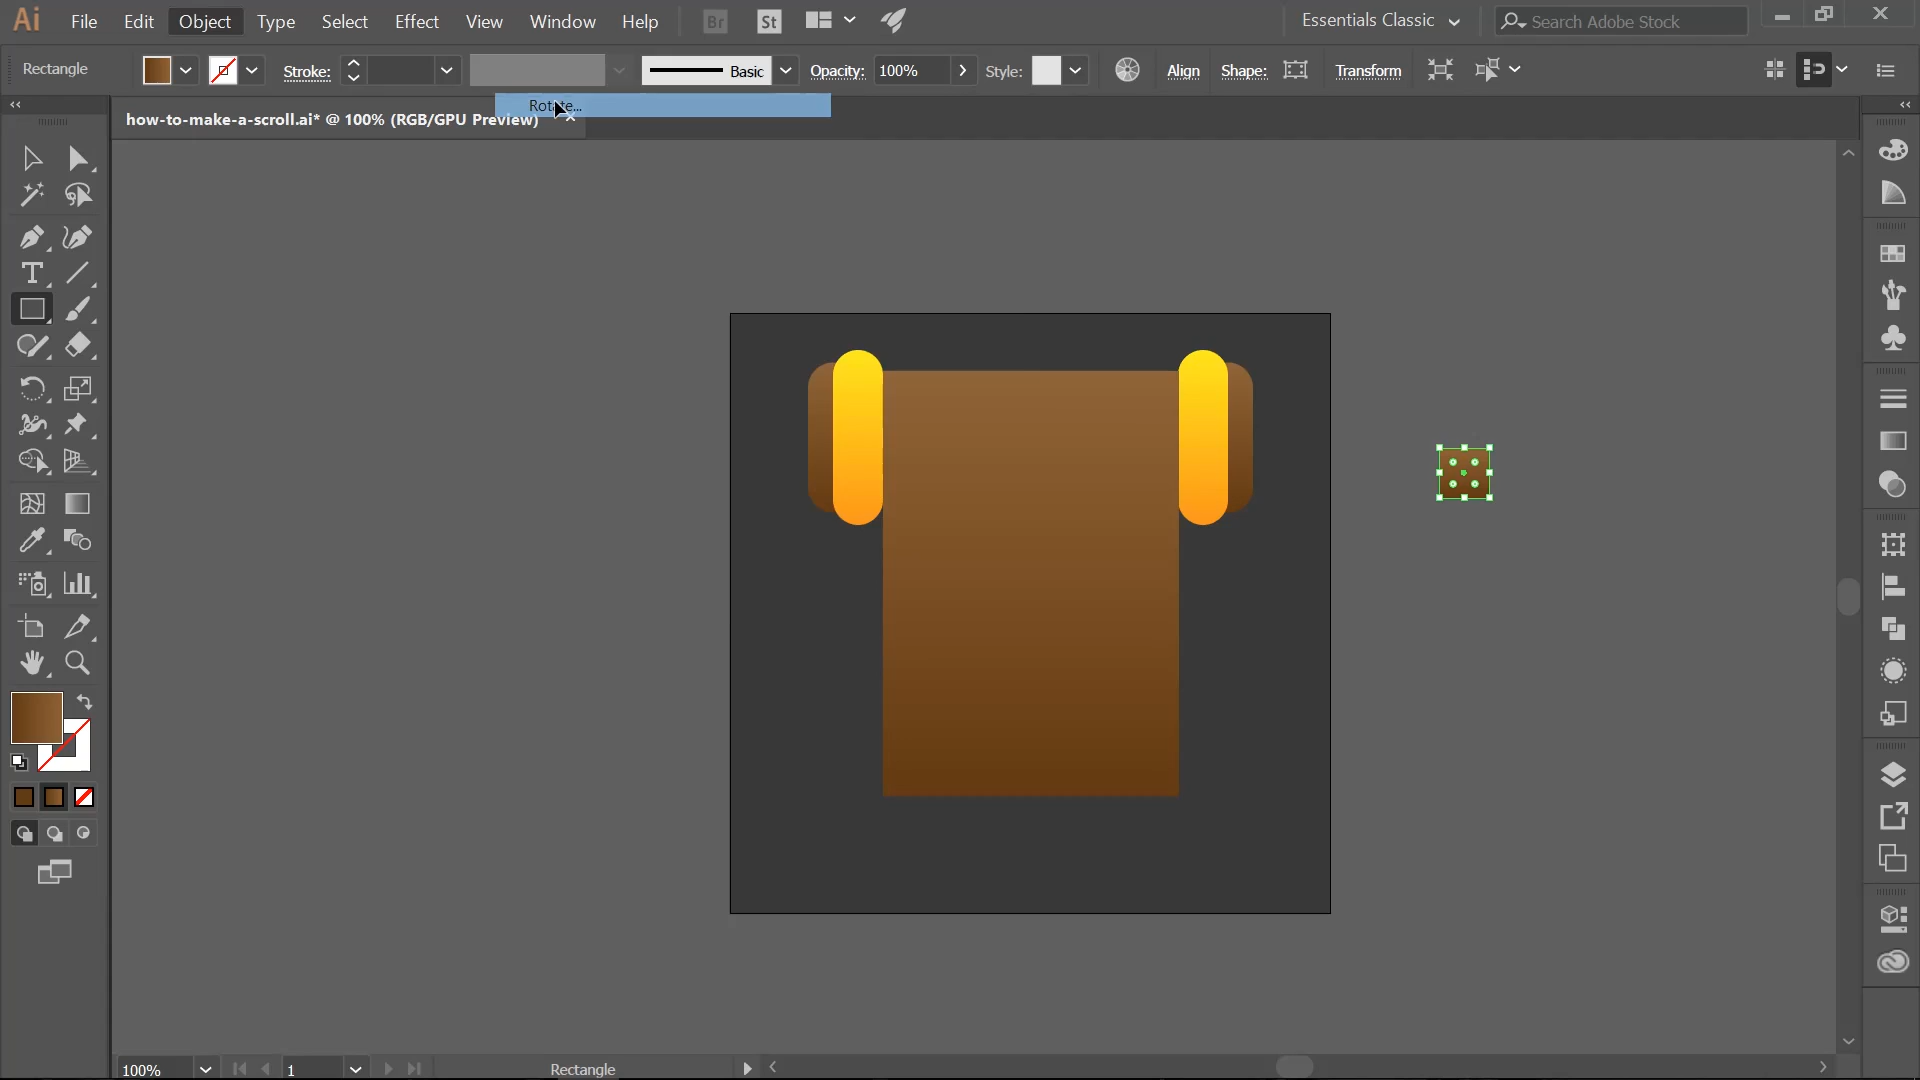 Ai File Edit Object Type Select Effect View Window Help Br St Essentials Classic Search Adobe Stock
Rectangle Stroke: Basic Opacity: 100% Style: Align Shape: Transform
Rotate...
how-to-make-a-scroll.ai* @ 100% (RGB/GPU Preview)
100% 1 Rectangle